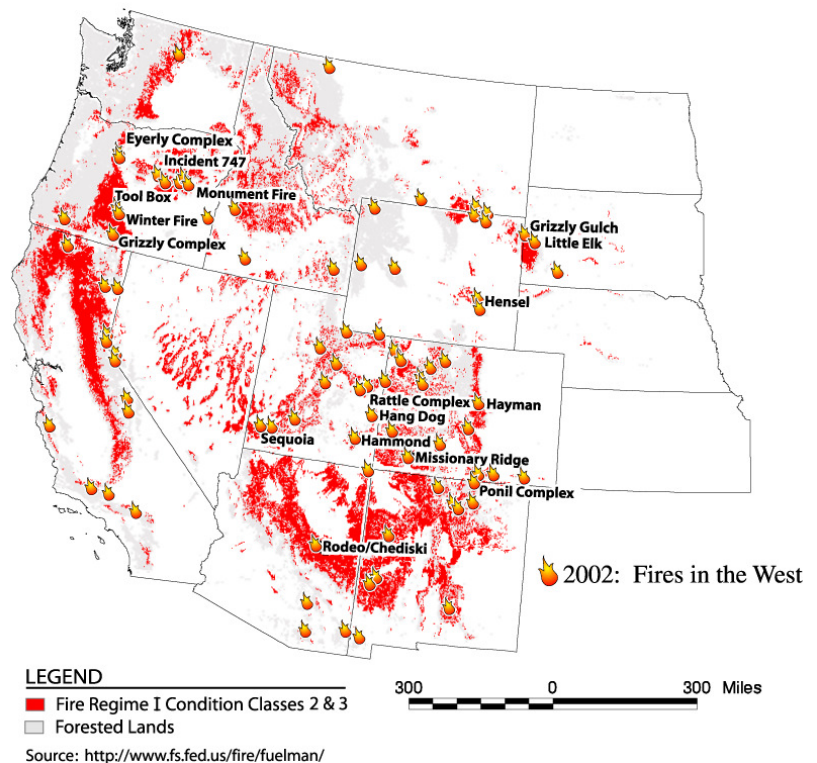 Eyerly Complex
Incident 747
Tool Box
Monument Fire
Winter Fire
Grizzly Complex
Grizzly Gulch
Little Elk
Hensel
Rattle Complex
Hayman
Hang Dog
Sequoia
Hammond
Missionary Ridge
Ponil Complex
Rodeo/Chediski
2002: Fires in the West
LEGEND
Fire Regime I Condition Classes 2 & 3
Forested Lands
300 0 300 Miles
Source: http://www.fs.fed.us/fire/fuelman/